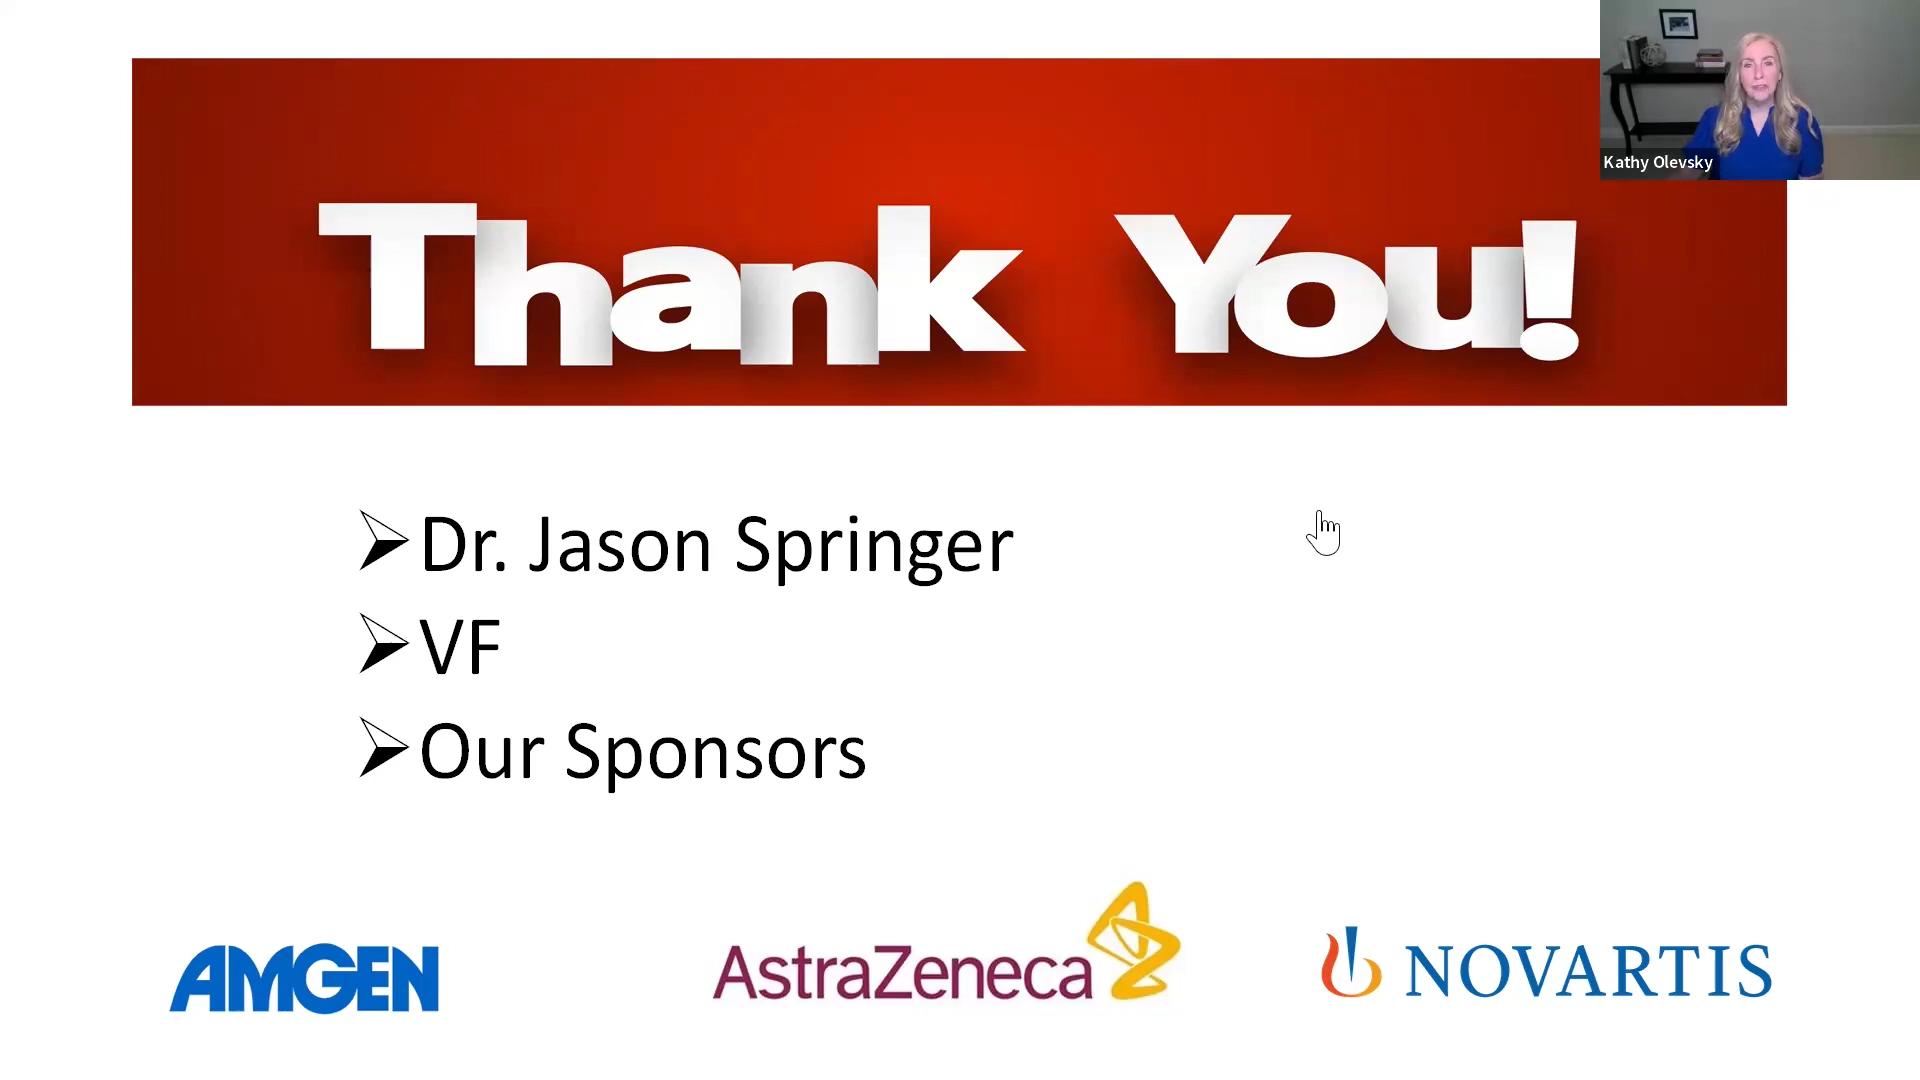 Kathy Olevsky
Thank You!
Dr. Jason Springer
VF
Our Sponsors
AMGEN
AstraZeneca
NOVARTIS